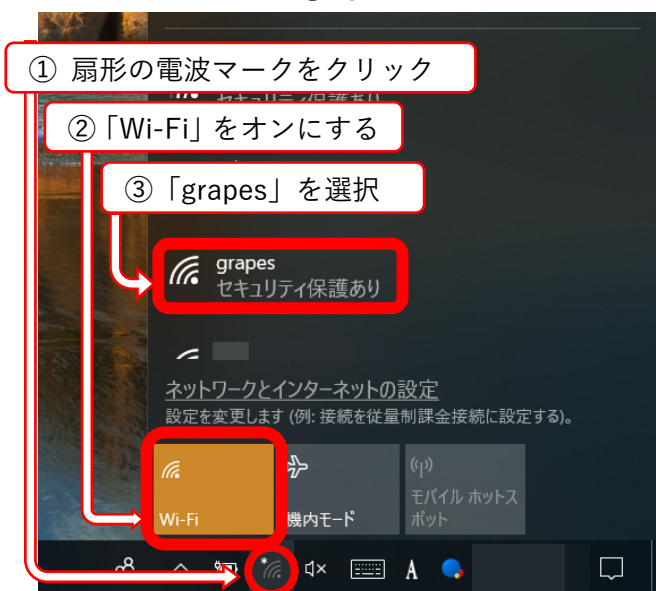 ① 扇形の電波マークをクリック
セキュリティ保護あり
②「Wi-Fi」をオンにする
③「grapes」を選択
grapes
セキュリティ保護あり
ネットワークとインターネットの設定
設定を変更します (例: 接続を従量制課金接続に設定する)。
Wi-Fi
機内モード
モバイル ホットス
ポット
A